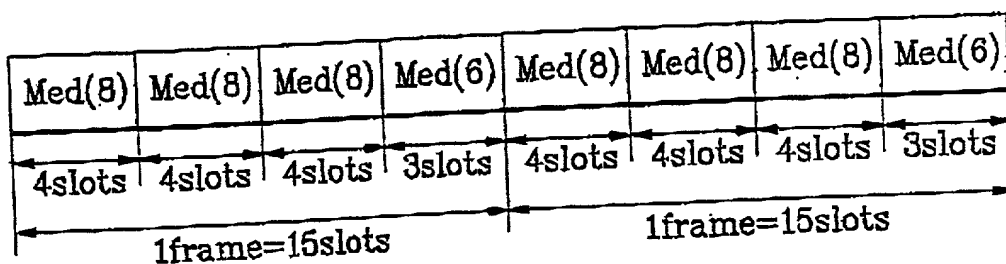 Med(8) Med(8) Med(8) Med(6) Med(8) Med(8) Med(8) Med(6)
4slots 4slots 4slots 3slots 4slots 4slots 4slots 3slots
1frame=15slots 1frame=15slots